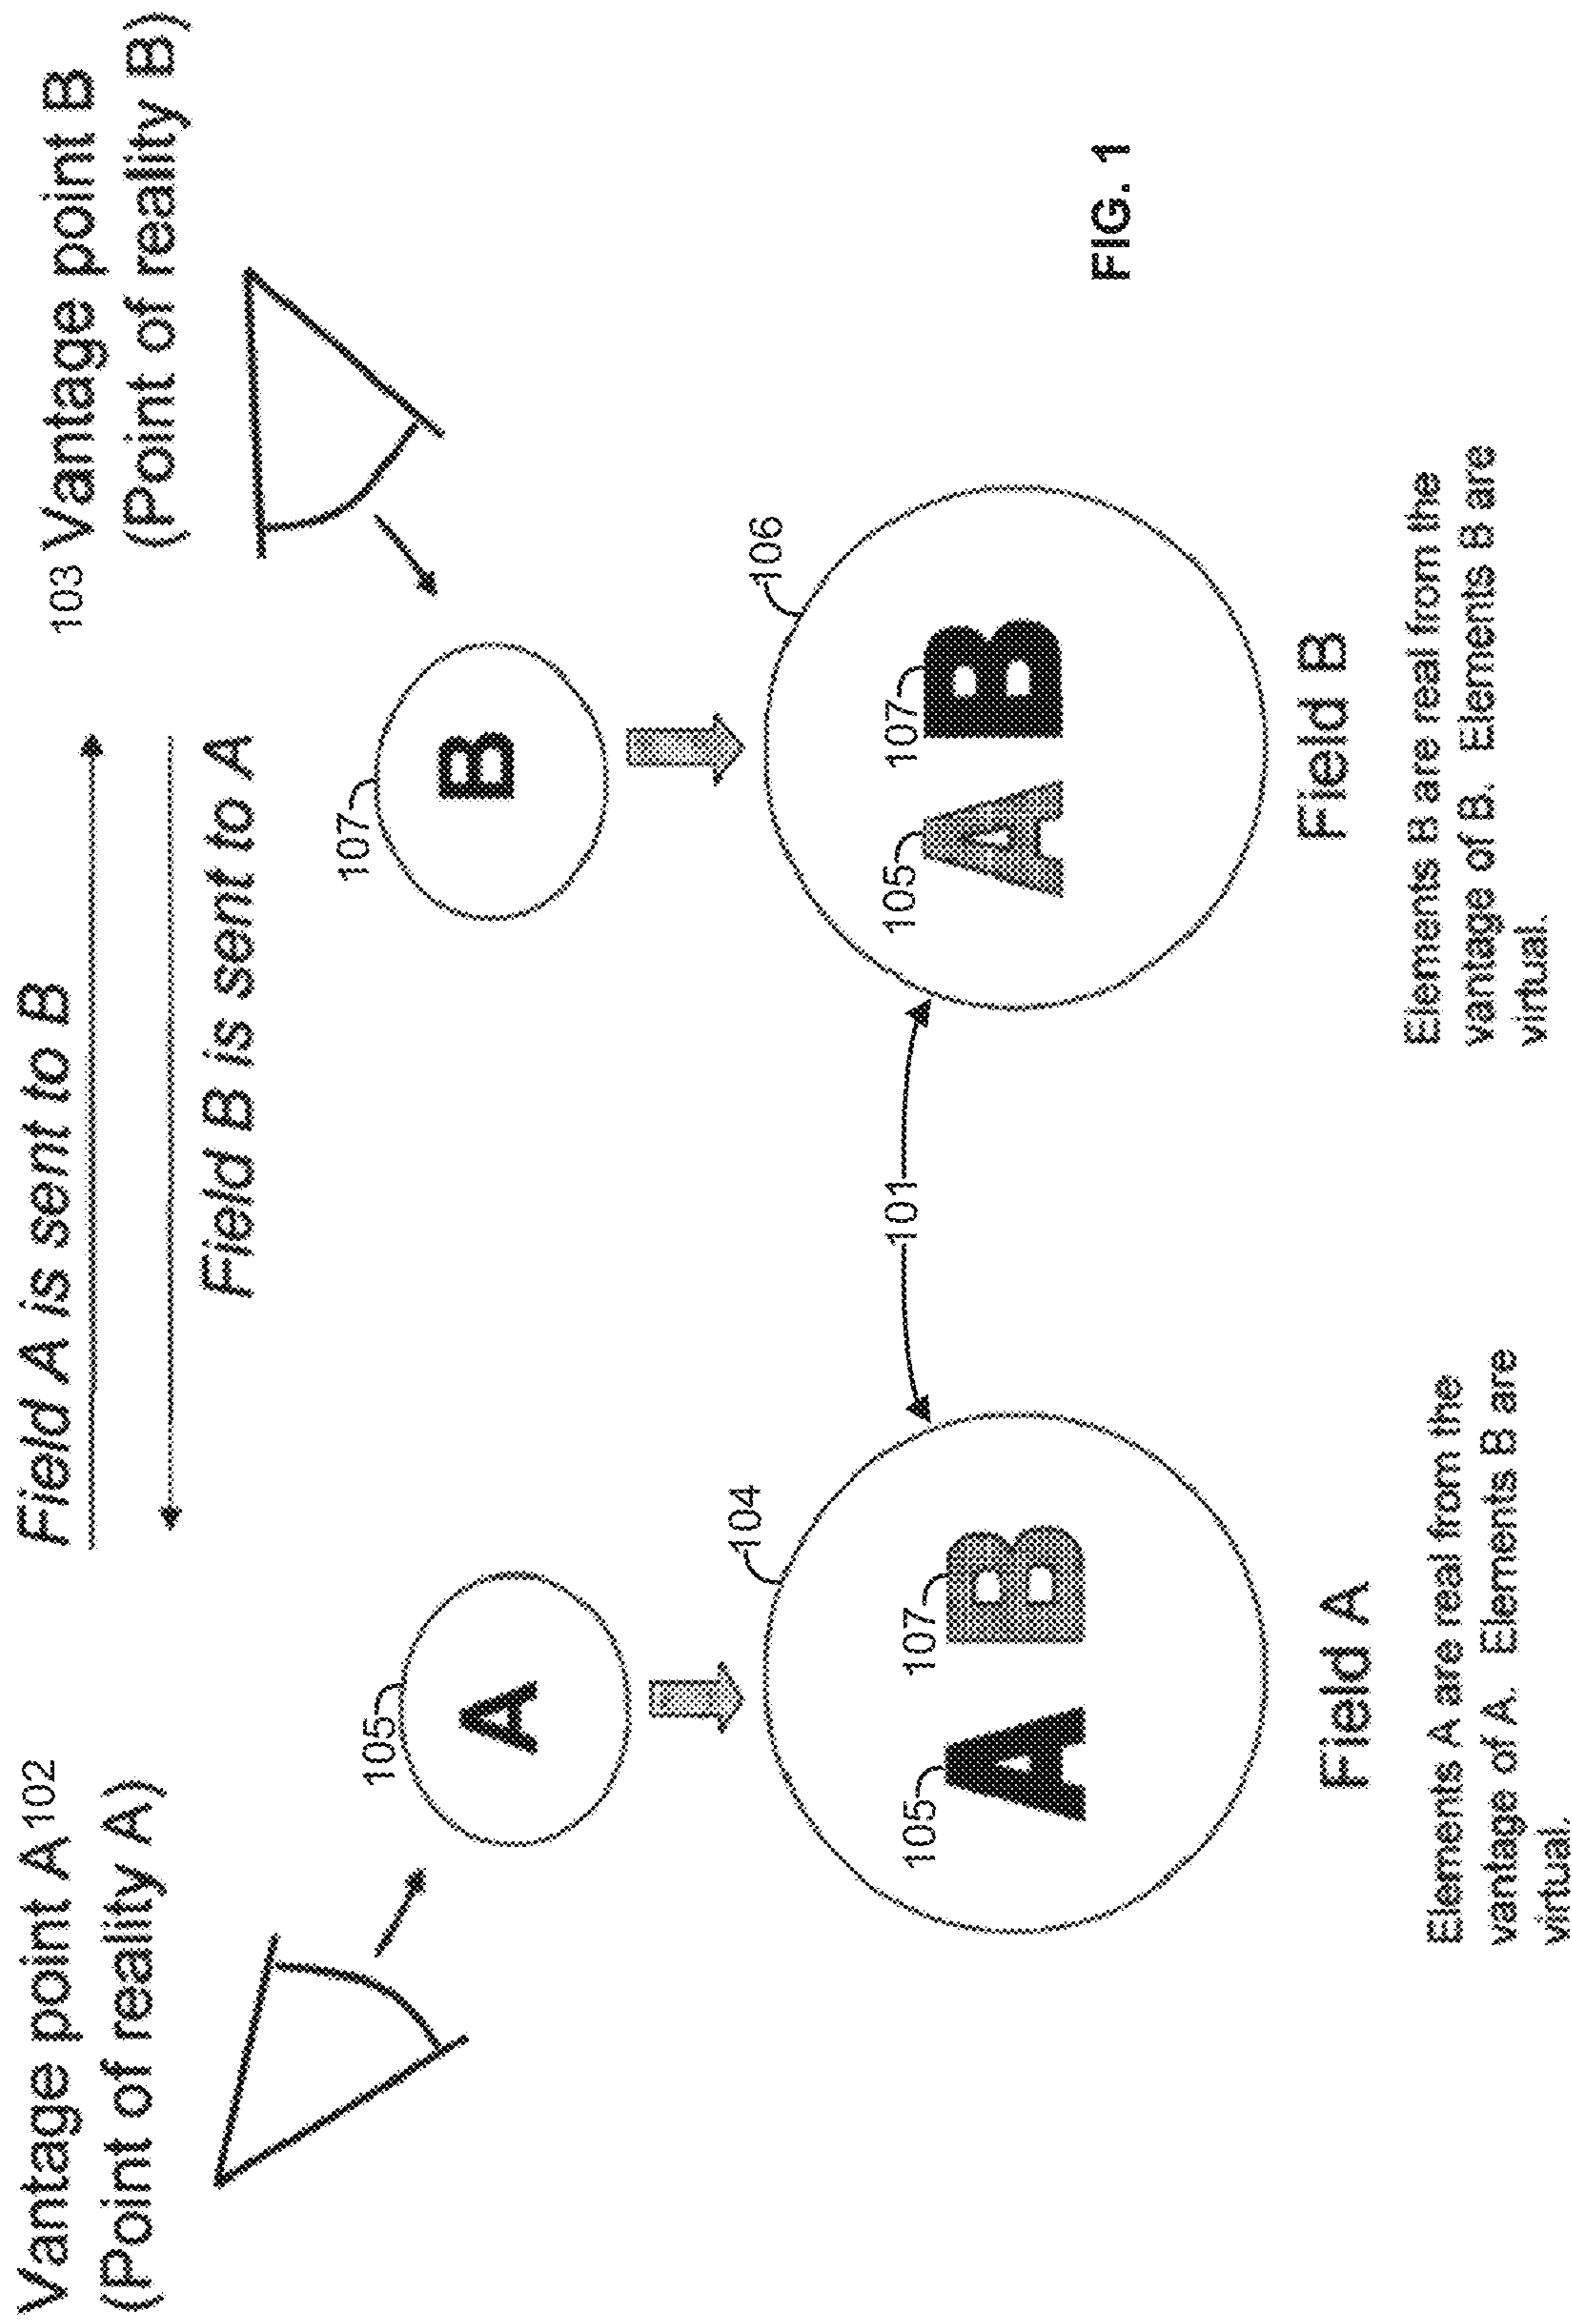 Field A is sent to B
Vantage point A 102
(Point of reality A)
103 Vantage point B
(Point of reality B)
Field B is sent to A
105
A
107
B
104
105
107
A B
101
106
105
107
A B
Field A
Field B
FIG. 1
Elements A are real from the
vantage of A. Elements B are
virtual.
Elements B are real from the
vantage of B. Elements B are
virtual.